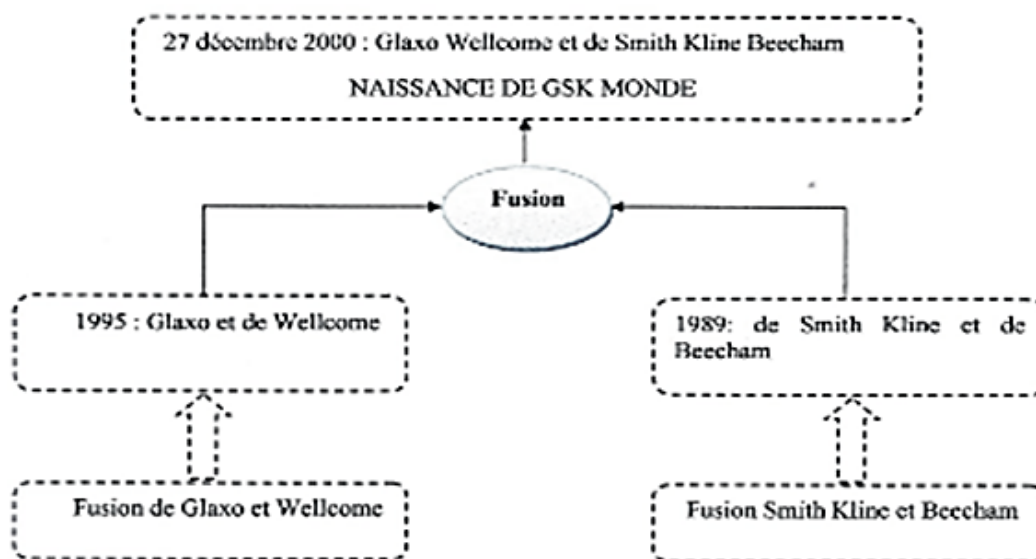 27 décembre 2000 : Glaxo Wellcome et de Smith Kline Beecham
NAISSANCE DE GSK MONDE
Fusion
1995 : Glaxo et de Wellcome
1989: de Smith Kline et de
Beecham
Fusion de Glaxo et Wellcome
Fusion Smith Kline et Beecham